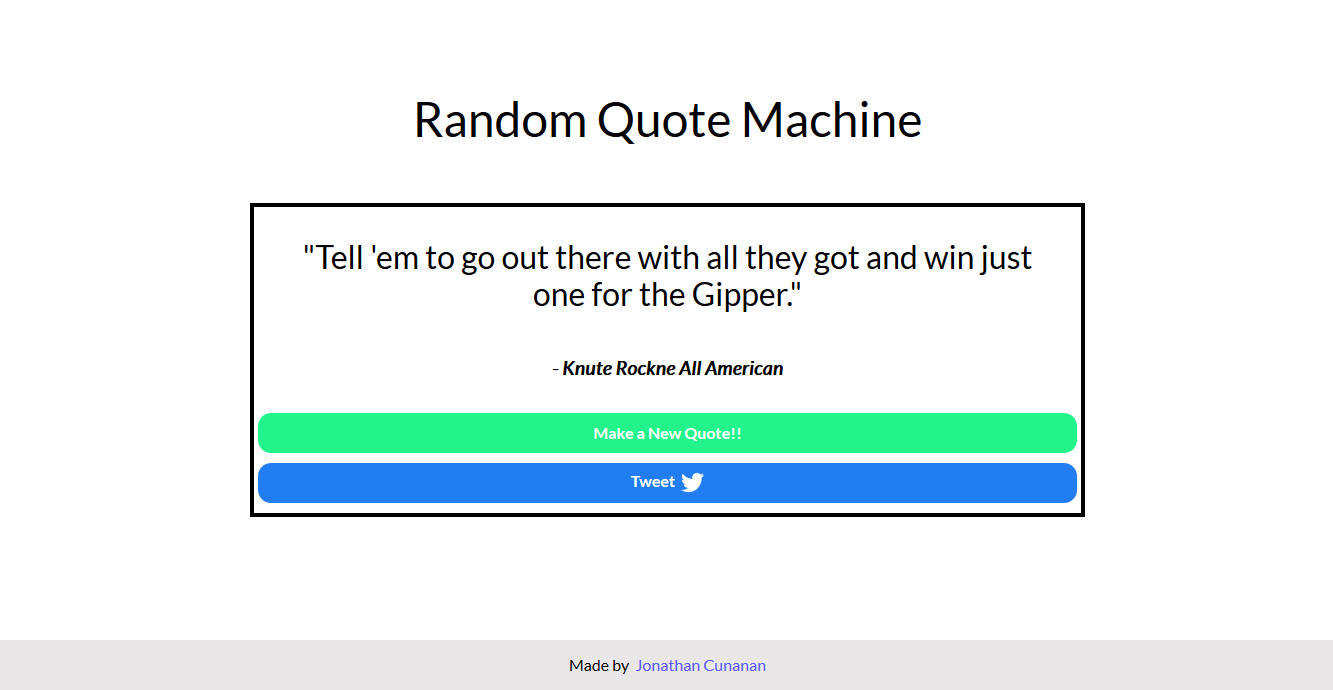 Random Quote Machine
"Tell 'em to go out there with all they got and win just
one for the Gipper."
- Knute Rockne All American
Make a New Quote!!
Tweet
Made by Jonathan Cunanan